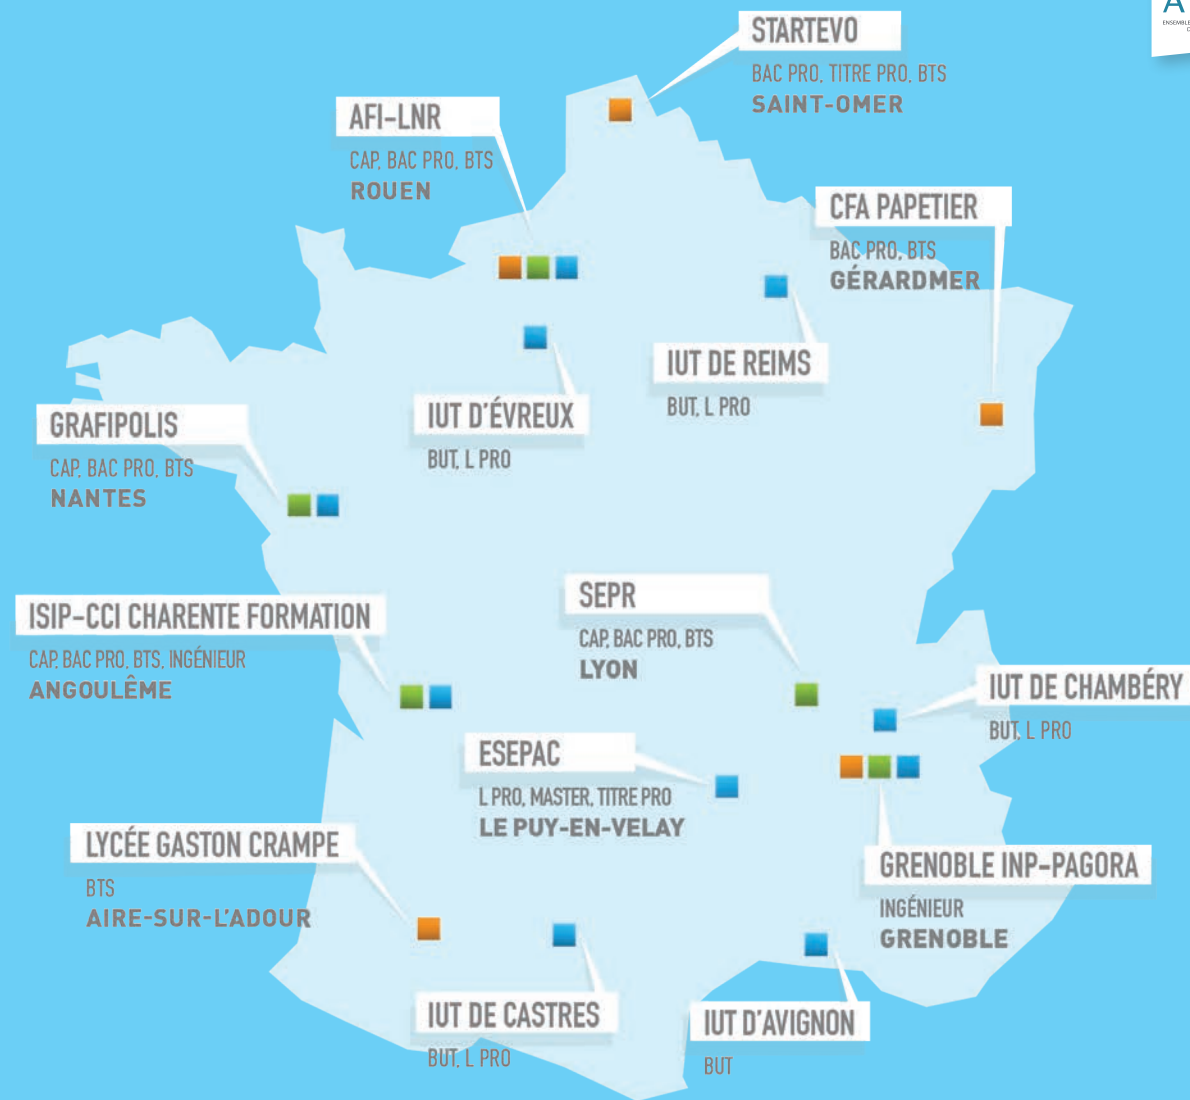 A
STARTEVO
BAC PRO, TITRE PRO, BTS
SAINT-OMER
AFI-LNR
CAP, BAC PRO, BTS
ROUEN
CFA PAPETIER
BAC PRO, BTS
GÉRARDMER
IUT DE REIMS
BUT, L PRO
IUT D'ÉVREUX
BUT, L PRO
GRAFIPOLIS
CAP, BAC PRO, BTS
NANTES
ISIP-CCI CHARENTE FORMATION
CAP, BAC PRO, BTS, INGÉNIEUR
ANGOULÊME
SEPR
CAP, BAC PRO, BTS
LYON
IUT DE CHAMBÉRY
BUT, L PRO
ESEPAC
L PRO, MASTER, TITRE PRO
LE PUY-EN-VELAY
LYCÉE GASTON CRAMPE
BTS
AIRE-SUR-L'ADOUR
GRENOBLE INP-PAGORA
INGÉNIEUR
GRENOBLE
IUT DE CASTRES
BUT, L PRO
IUT D'AVIGNON
BUT